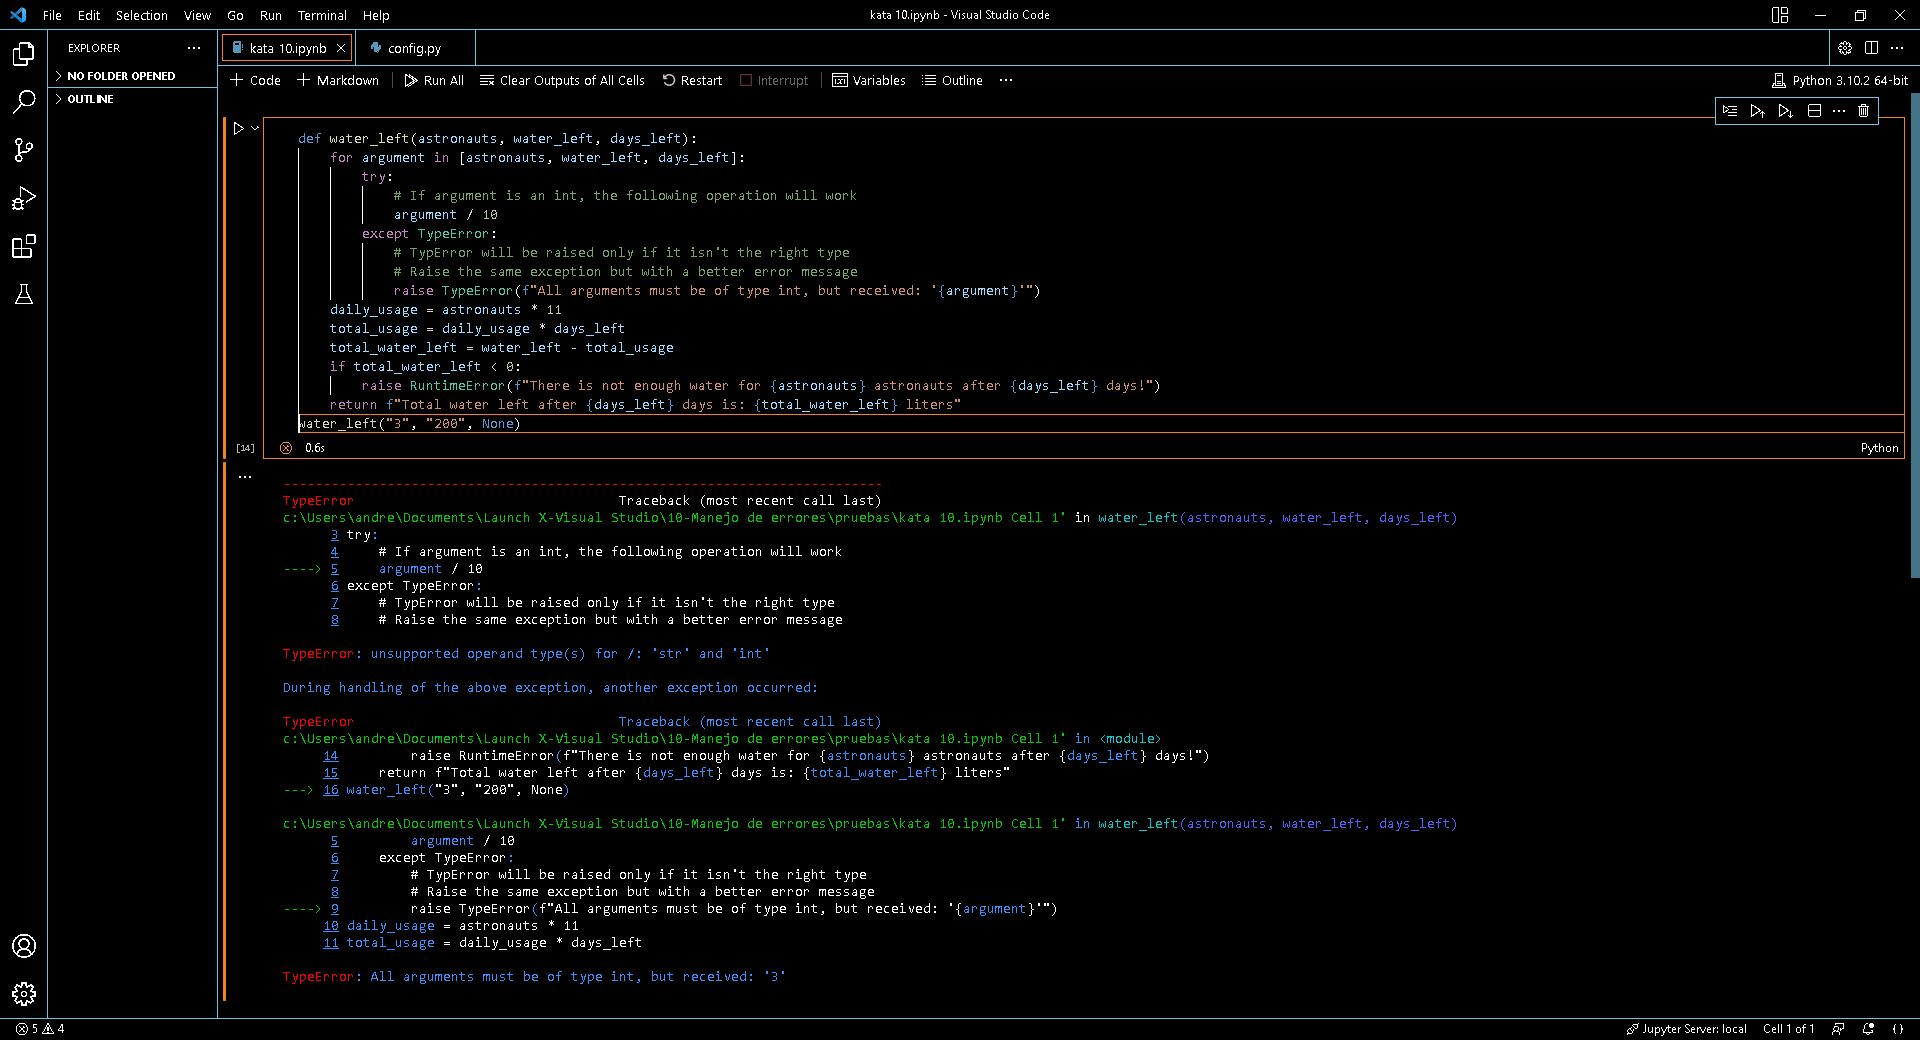 File Edit Selection View Go Run Terminal Help kata 10.ipynb - Visual Studio Code
EXPLORER ···
NO FOLDER OPENED
OUTLINE
kata 10.ipynb config.py
Code Markdown Run All Clear Outputs of All Cells Restart Interrupt Variables Outline ··· Python 3.10.2 64-bit
def water_left(astronauts, water_left, days_left):
    for argument in [astronauts, water_left, days_left]:
        try:
            # If argument is an int, the following operation will work
            argument / 10
        except TypeError:
            # TypError will be raised only if it isn't the right type
            # Raise the same exception but with a better error message
            raise TypeError(f"All arguments must be of type int, but received: '{argument}'")
    daily_usage = astronauts * 11
    total_usage = daily_usage * days_left
    total_water_left = water_left - total_usage
    if total_water_left < 0:
        raise RuntimeError(f"There is not enough water for {astronauts} astronauts after {days_left} days!")
    return f"Total water left after {days_left} days is: {total_water_left} liters"
water_left("3", "200", None)
[14] 0.6s Python
---------------------------------------------------------------------------
TypeError                                 Traceback (most recent call last)
c:\Users\andre\Documents\Launch X-Visual Studio\10-Manejo de errores\pruebas\kata 10.ipynb Cell 1' in water_left(astronauts, water_left, days_left)
      3 try:
      4     # If argument is an int, the following operation will work
----> 5     argument / 10
      6 except TypeError:
      7     # TypError will be raised only if it isn't the right type
      8     # Raise the same exception but with a better error message
TypeError: unsupported operand type(s) for /: 'str' and 'int'
During handling of the above exception, another exception occurred:
TypeError                                 Traceback (most recent call last)
c:\Users\andre\Documents\Launch X-Visual Studio\10-Manejo de errores\pruebas\kata 10.ipynb Cell 1' in <module>
     14         raise RuntimeError(f"There is not enough water for {astronauts} astronauts after {days_left} days!")
     15     return f"Total water left after {days_left} days is: {total_water_left} liters"
---> 16 water_left("3", "200", None)
c:\Users\andre\Documents\Launch X-Visual Studio\10-Manejo de errores\pruebas\kata 10.ipynb Cell 1' in water_left(astronauts, water_left, days_left)
      5         argument / 10
      6     except TypeError:
      7         # TypError will be raised only if it isn't the right type
      8         # Raise the same exception but with a better error message
----> 9         raise TypeError(f"All arguments must be of type int, but received: '{argument}'")
     10 daily_usage = astronauts * 11
     11 total_usage = daily_usage * days_left
TypeError: All arguments must be of type int, but received: '3'
5 4 Jupyter Server: local Cell 1 of 1